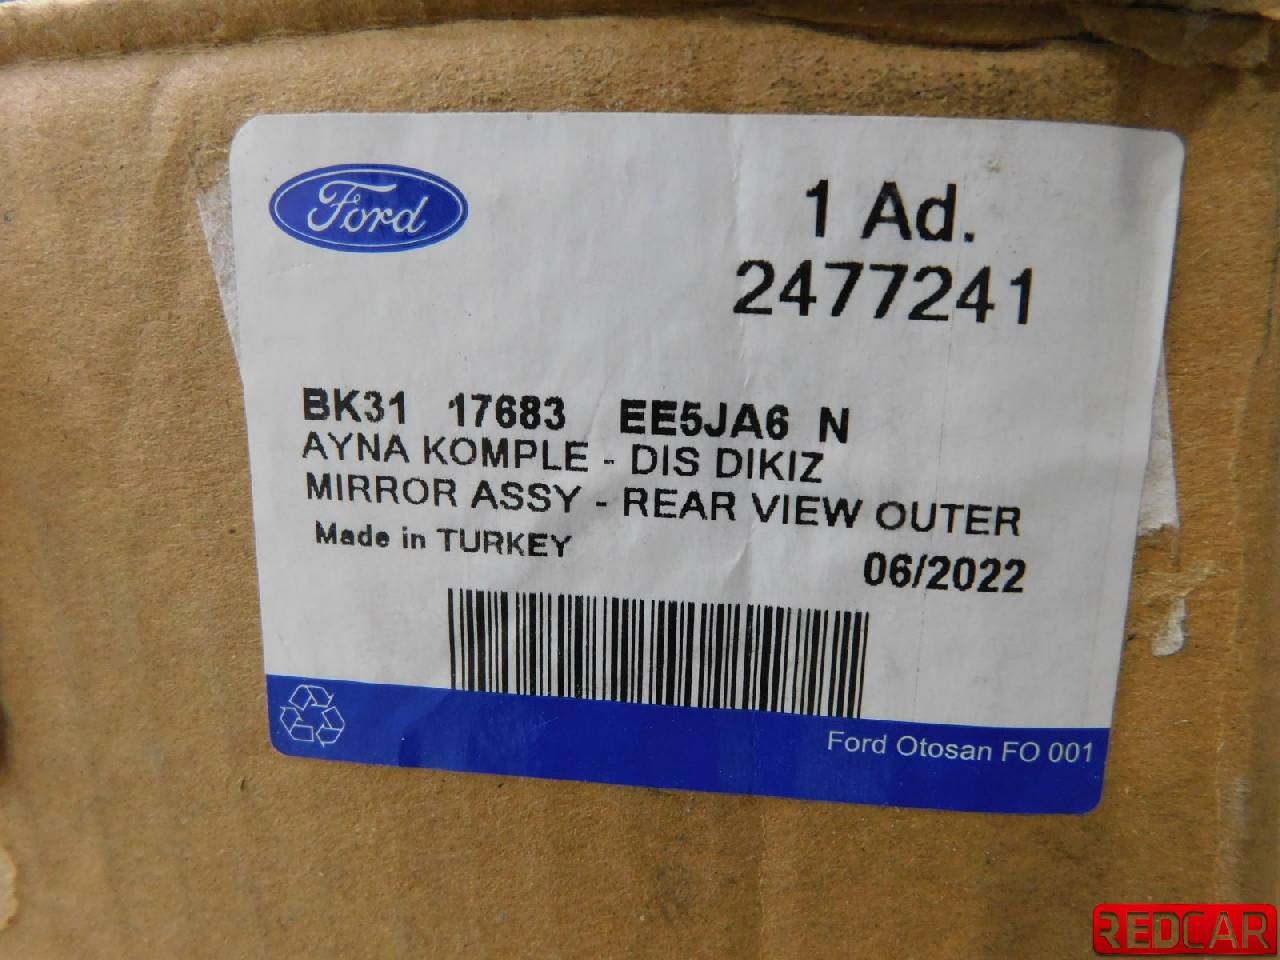 Ford
1 Ad.
2477241
BK31 17683 EE5JA6 N
AYNA KOMPLE - DIS DIKIZ
MIRROR ASSY - REAR VIEW OUTER
Made in TURKEY
06/2022
Ford Otosan FO 001
REDCAR